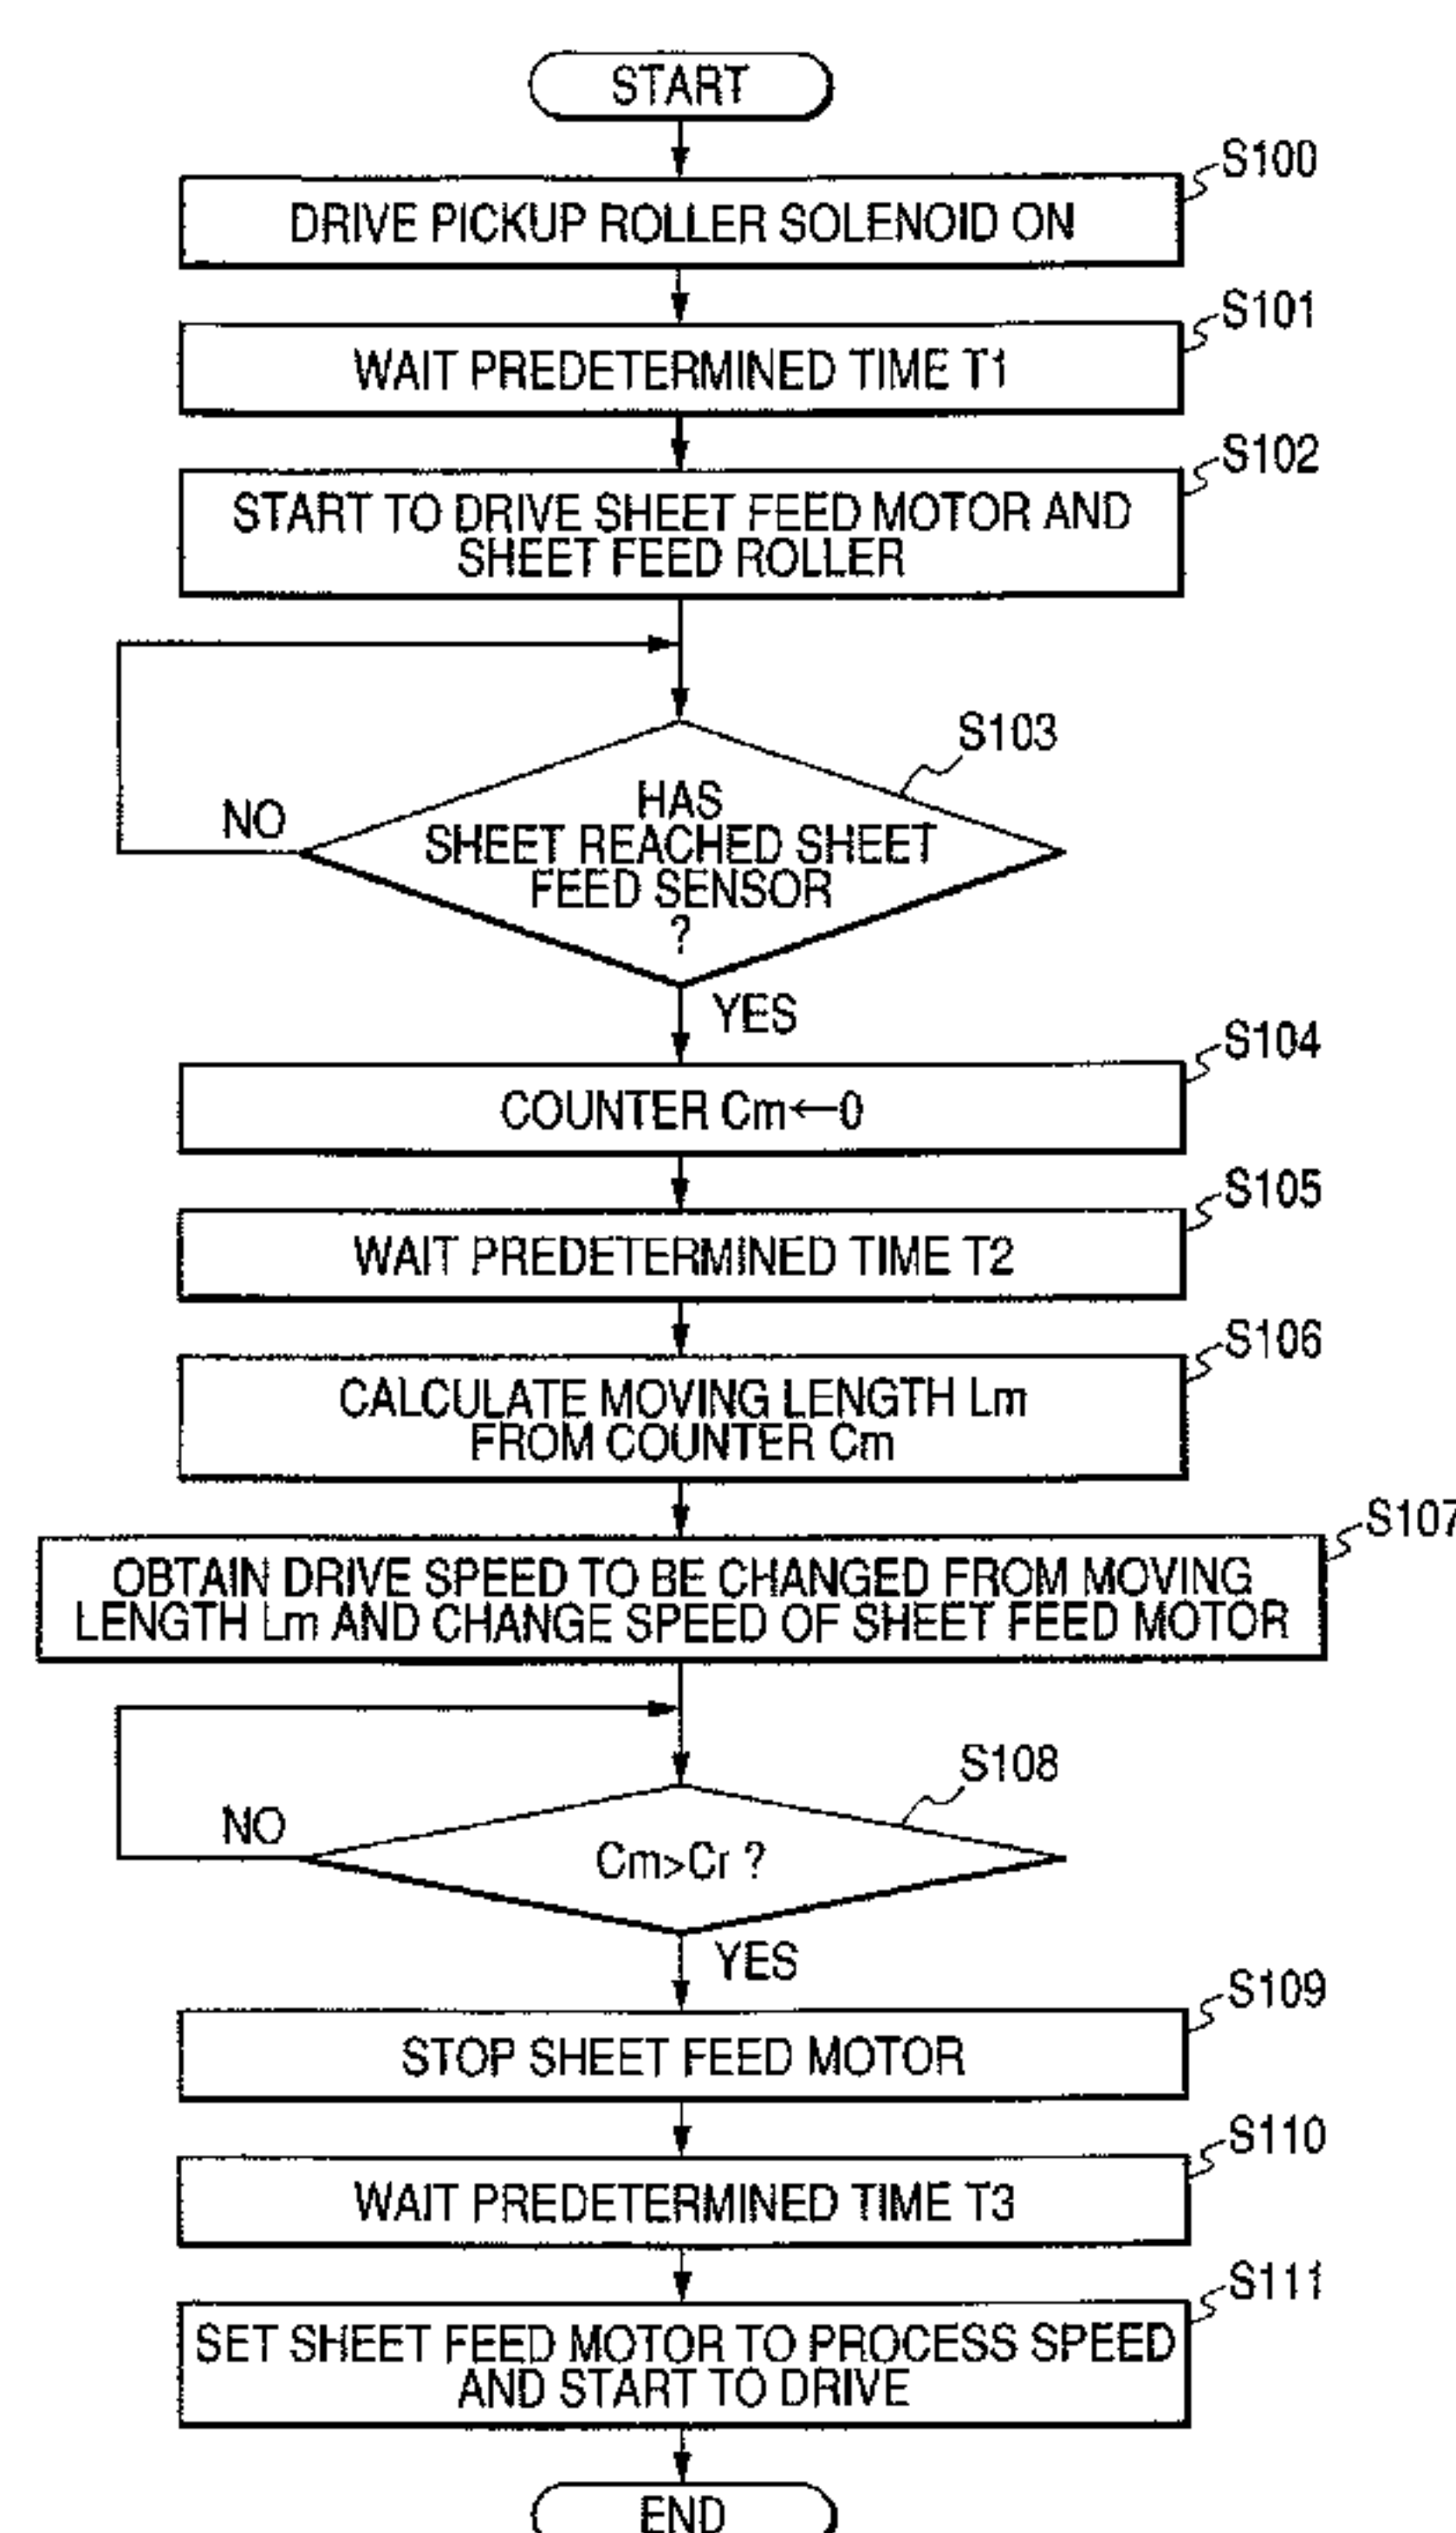 START
S100
DRIVE PICKUP ROLLER SOLENOID ON
S101
WAIT PREDETERMINED TIME T1
S102
START TO DRIVE SHEET FEED MOTOR AND
SHEET FEED ROLLER
S103
HAS
SHEET REACHED SHEET
FEED SENSOR
?
NO
YES
S104
COUNTER Cm←0
S105
WAIT PREDETERMINED TIME T2
S106
CALCULATE MOVING LENGTH Lm
FROM COUNTER Cm
S107
OBTAIN DRIVE SPEED TO BE CHANGED FROM MOVING
LENGTH Lm AND CHANGE SPEED OF SHEET FEED MOTOR
S108
NO
Cm>Cr ?
YES
S109
STOP SHEET FEED MOTOR
S110
WAIT PREDETERMINED TIME T3
S111
SET SHEET FEED MOTOR TO PROCESS SPEED
AND START TO DRIVE
END